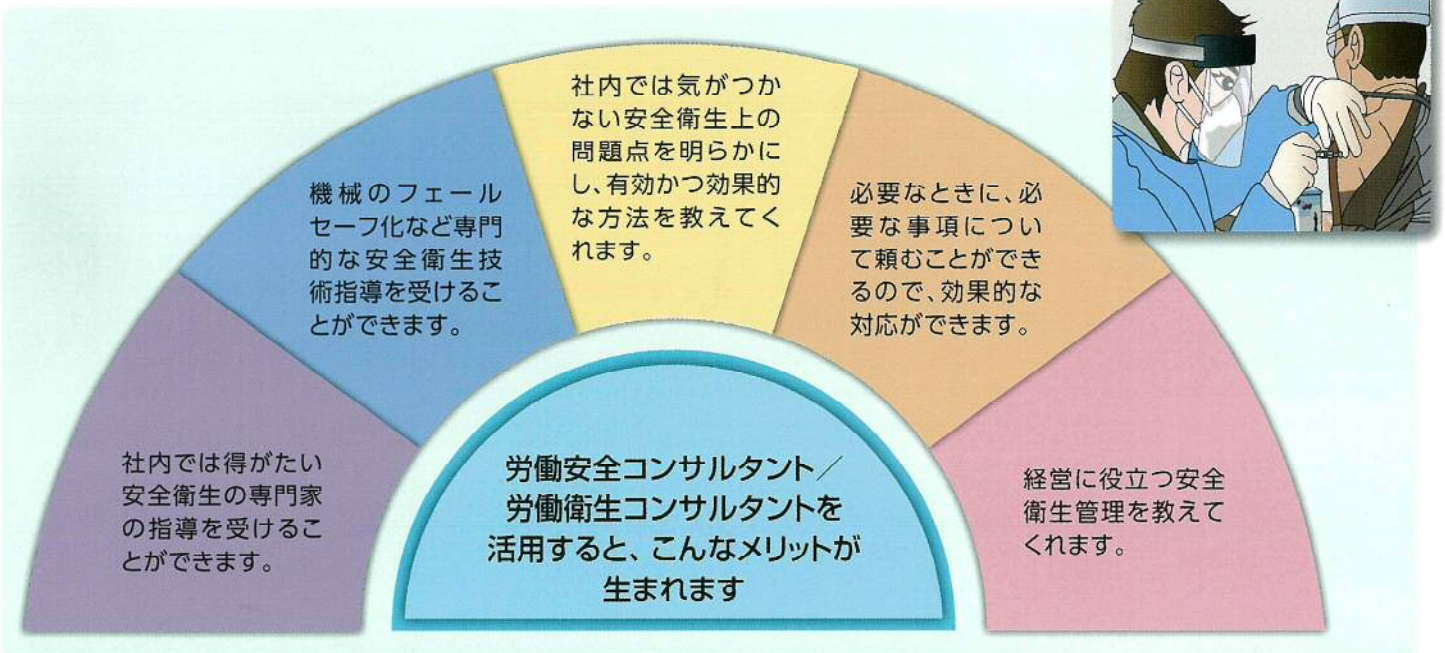 社内では得がたい
安全衛生の専門家
の指導を受けるこ
とができます。
機械のフェール
セーフ化など専門
的な安全衛生技
術指導を受けるこ
とができます。
社内では気がつか
ない安全衛生上の
問題点を明らかに
し、有効かつ効果的
な方法を教えてく
れます。
必要なときに、必
要な事項につい
て頼むことができ
るので、効果的な
対応ができます。
経営に役立つ安全
衛生管理を教えて
くれます。
労働安全コンサルタント／
労働衛生コンサルタントを
活用すると、こんなメリットが
生まれます